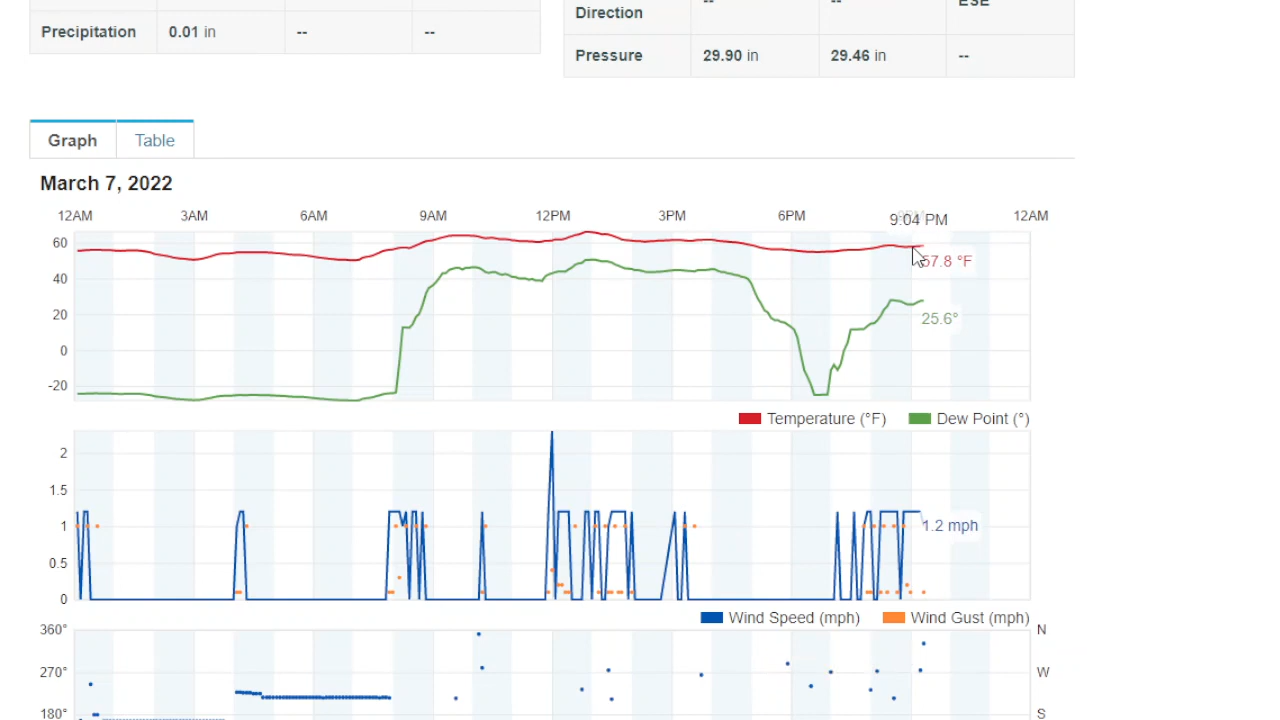 -- -- ESE
Direction
Precipitation 0.01 in -- --
Pressure 29.90 in 29.46 in --
Graph Table
March 7, 2022
12AM 3AM 6AM 9AM 12PM 3PM 6PM 9:04 PM 12AM
60
57.8 °F
40
20
25.6°
0
-20
Temperature (°F) Dew Point (°)
2
1.5
1
1.2 mph
0.5
0
Wind Speed (mph) Wind Gust (mph)
360° N
270° W
180° S